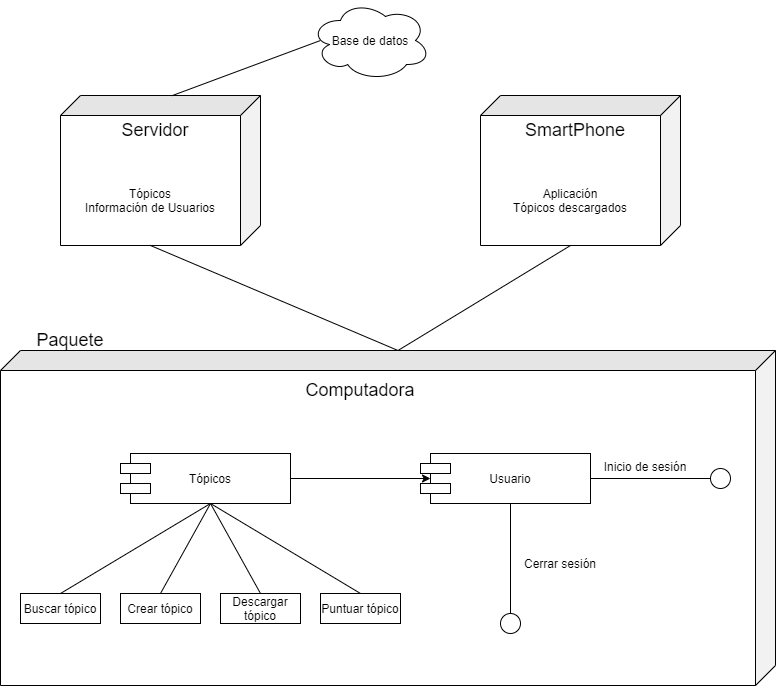 Base de datos
Servidor
Tópicos
Información de Usuarios
SmartPhone
Aplicación
Tópicos descargados
Paquete
Computadora
Tópicos
Usuario
Inicio de sesión
Cerrar sesión
Buscar tópico
Crear tópico
Descargar
tópico
Puntuar tópico